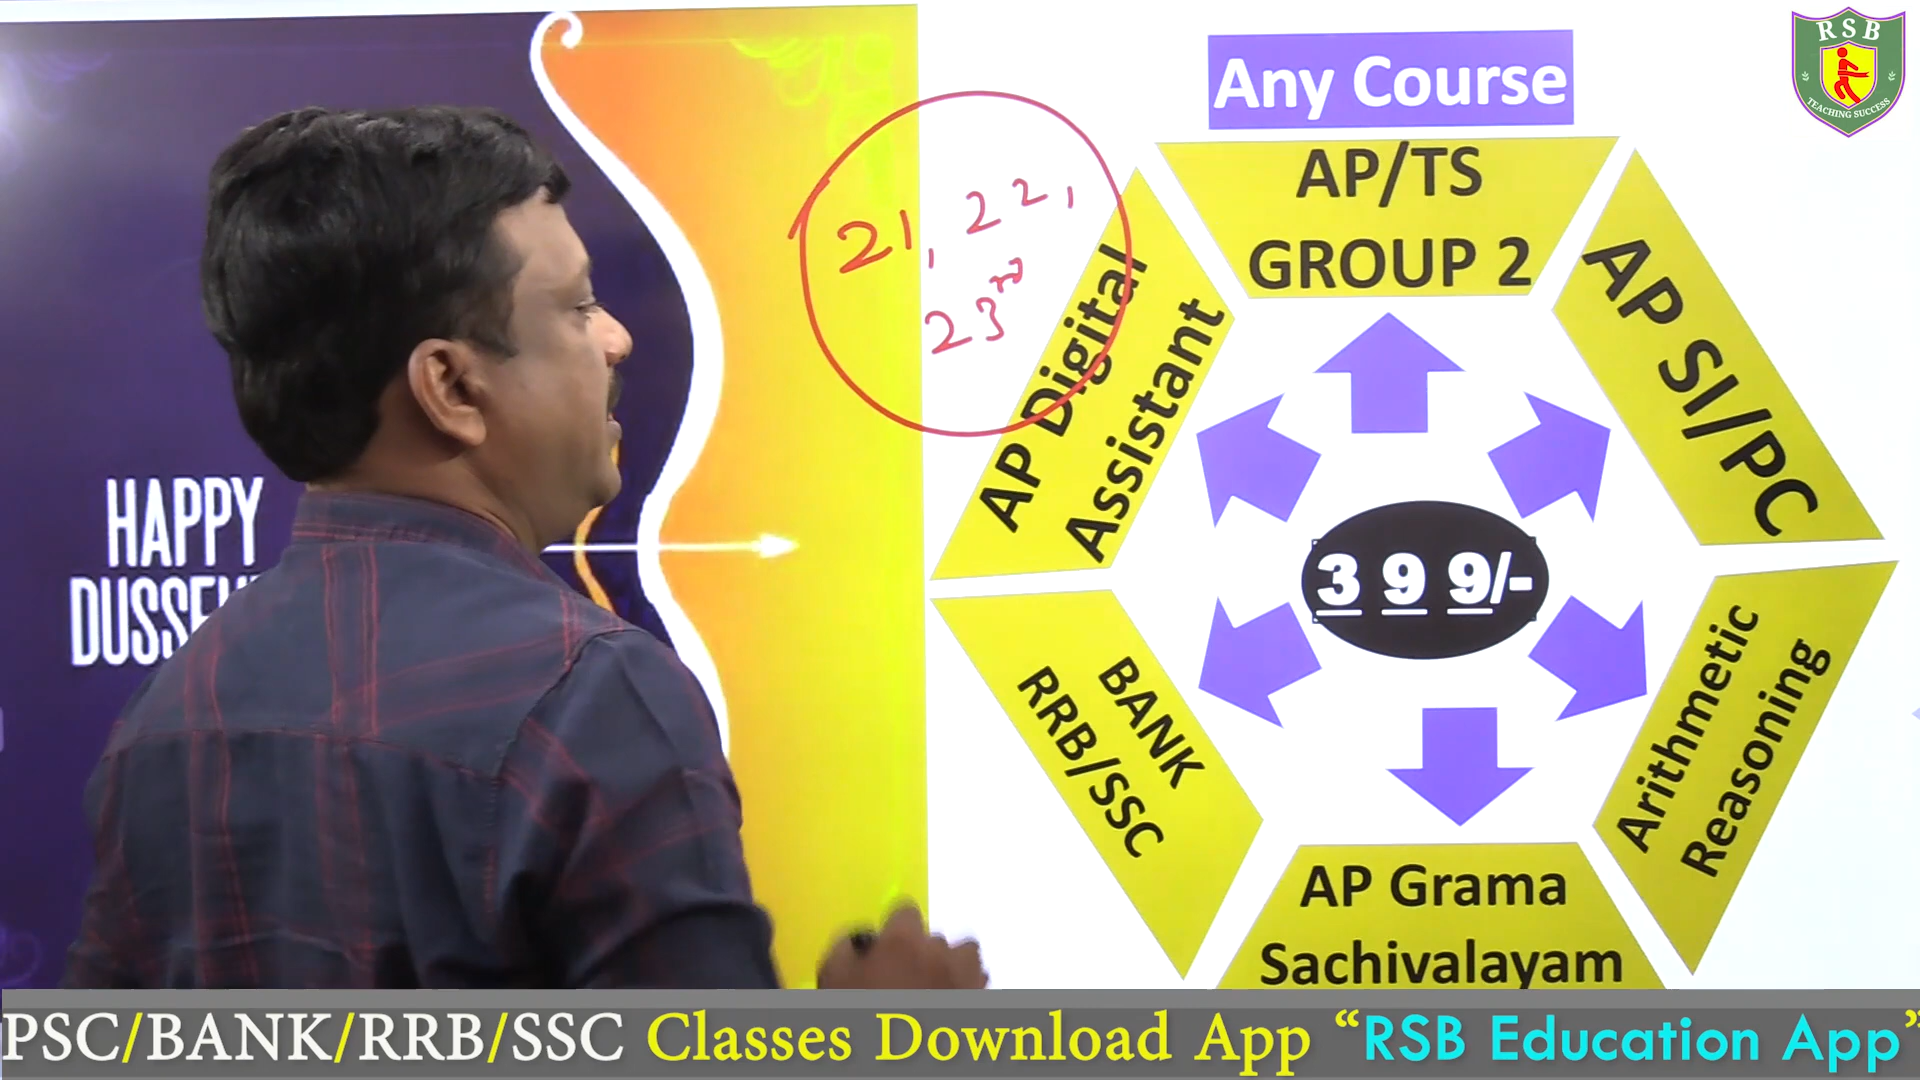 HAPPY
21, 22,
23rd
Any Course
AP/TS
GROUP 2
AP SI/PC
Arithmetic
Reasoning
AP Grama
Sachivalayam
BANK
RRB/SSC
AP Digital
Assistant
399/-
RSB
TEACHING SUCCESS
PSC/BANK/RRB/SSC Classes Download App “RSB Education App”